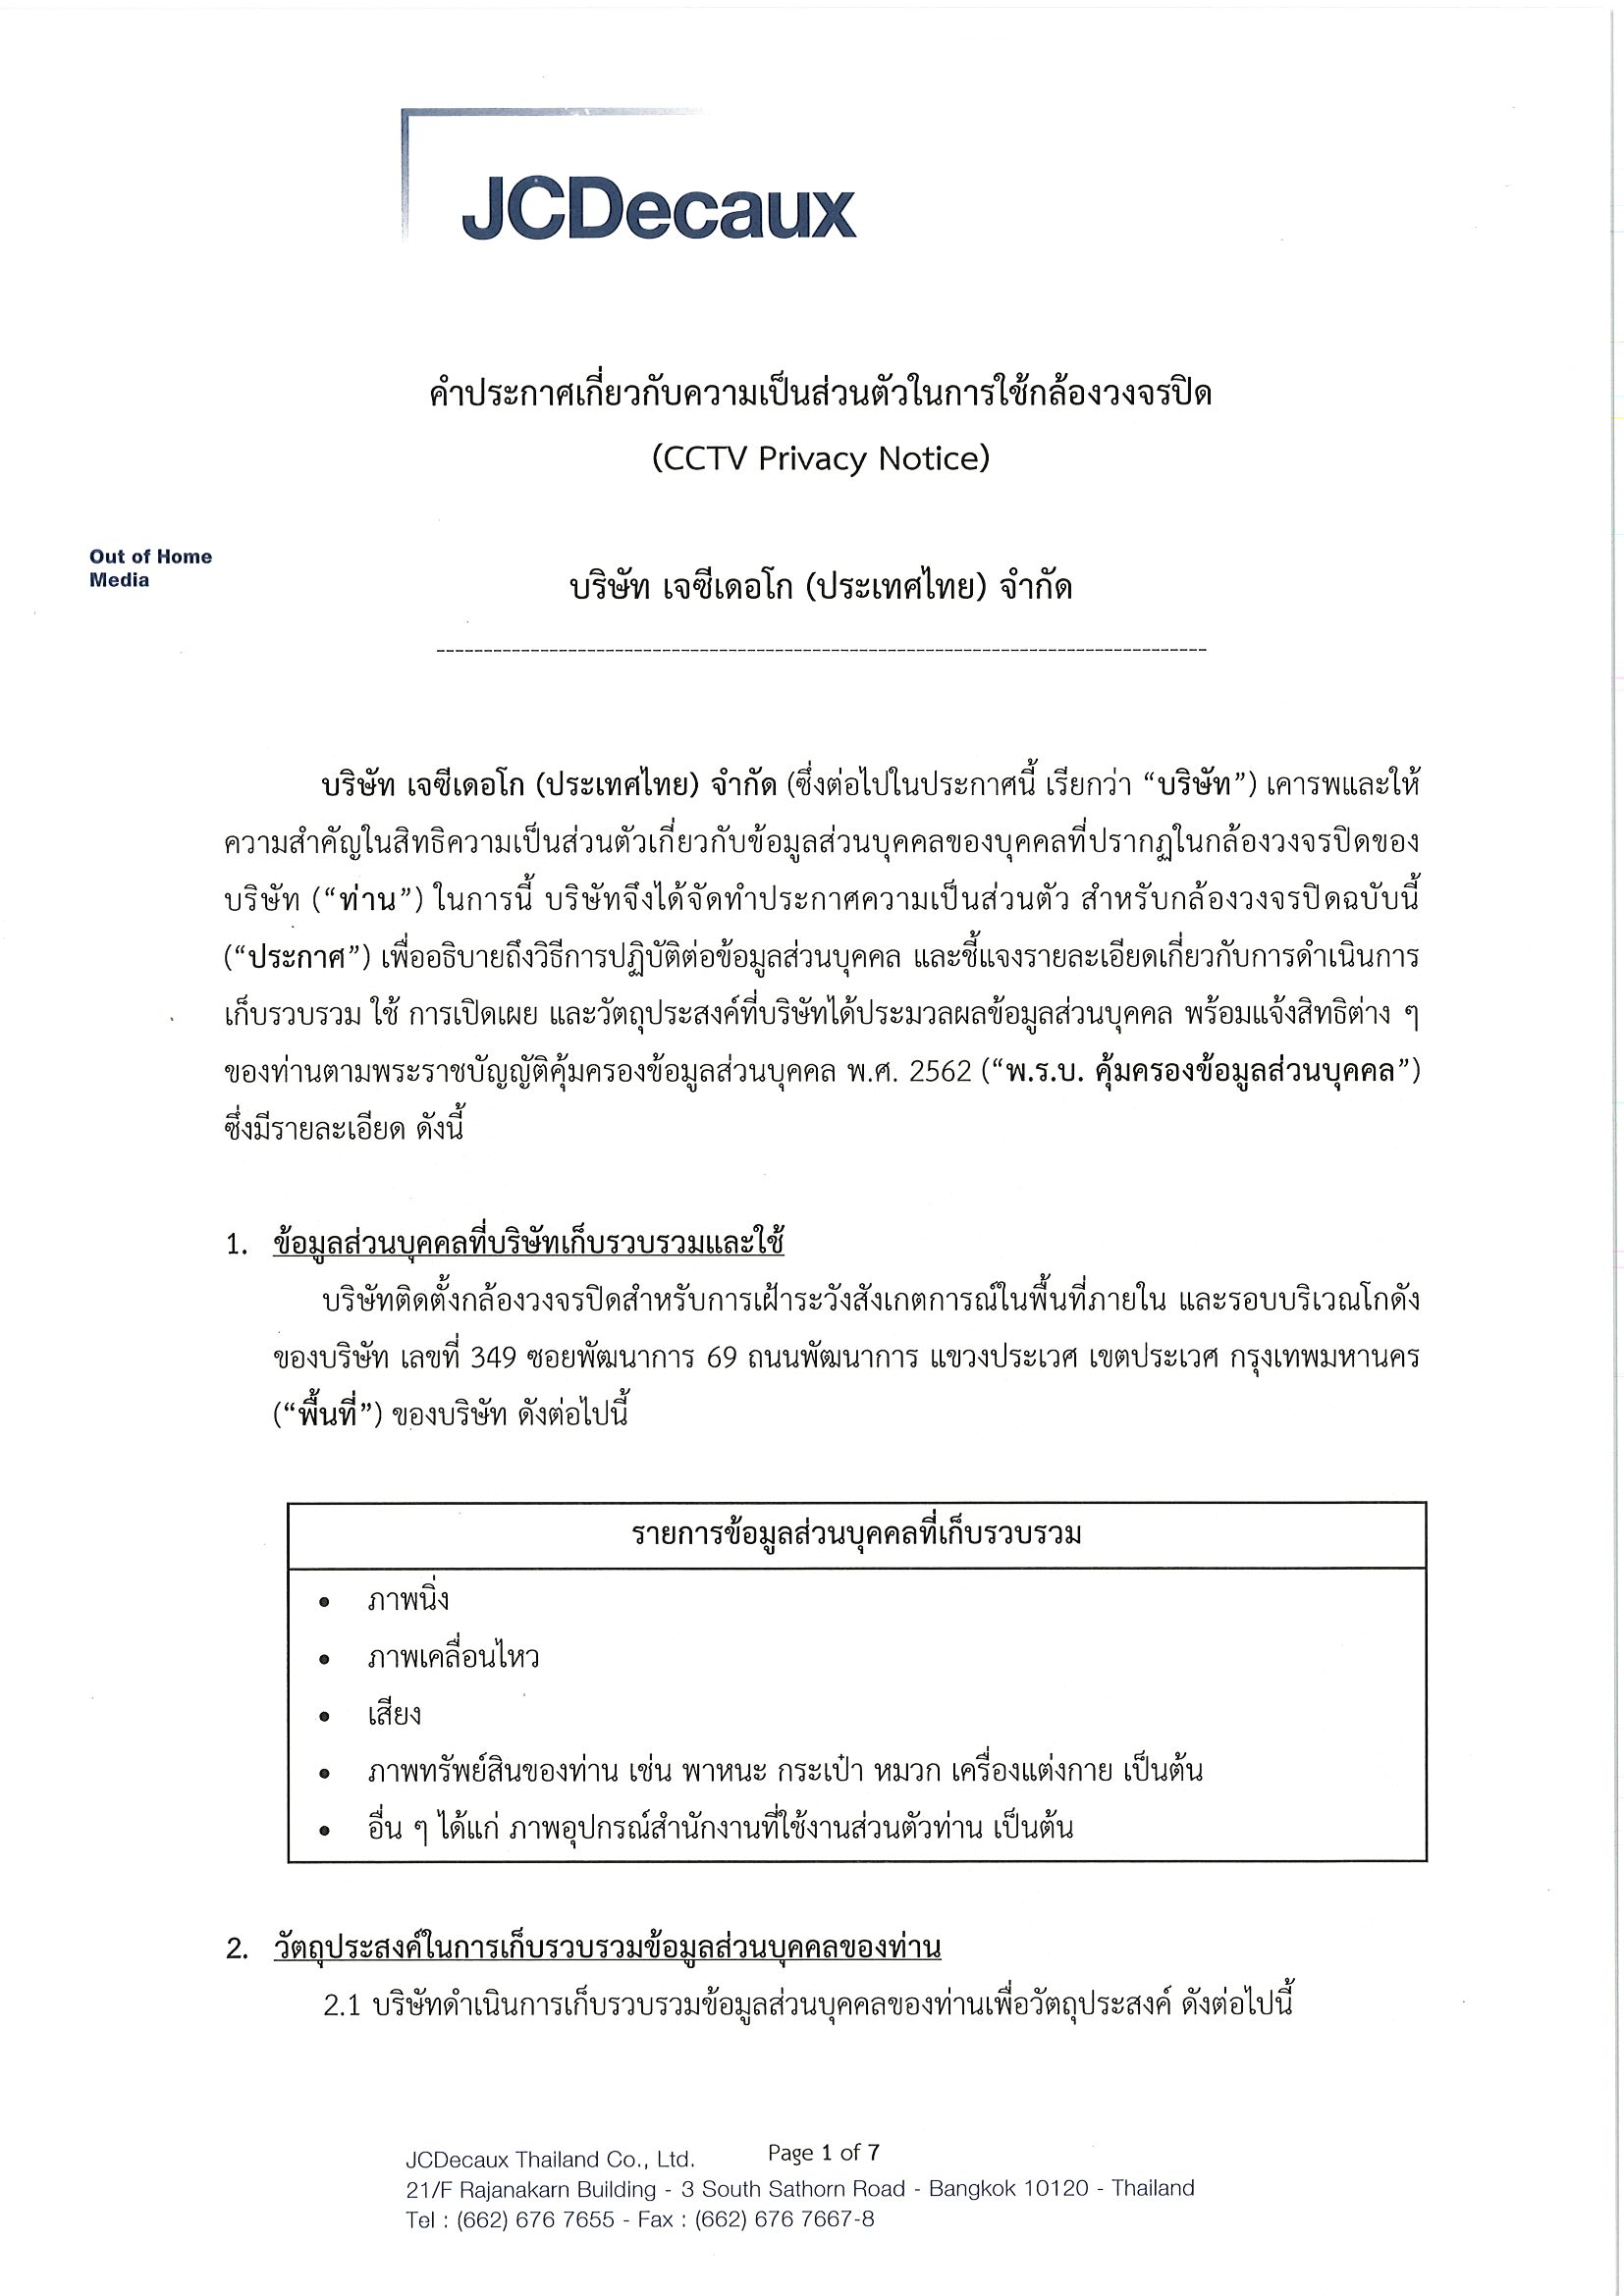 JCDecaux
คำประกาศเกี่ยวกับความเป็นส่วนตัวในการใช้กล้องวงจรปิด
(CCTV Privacy Notice)
Out of Home
Media
บริษัท เจซีเดอโก (ประเทศไทย) จำกัด
----------------------------------------------------------------------------------
บริษัท เจซีเดอโก (ประเทศไทย) จำกัด (ซึ่งต่อไปในประกาศนี้ เรียกว่า “บริษัท”) เคารพและให้
ความสำคัญในสิทธิความเป็นส่วนตัวเกี่ยวกับข้อมูลส่วนบุคคลของบุคคลที่ปรากฏในกล้องวงจรปิดของ
บริษัท (“ท่าน”) ในการนี้ บริษัทจึงได้จัดทำประกาศความเป็นส่วนตัว สำหรับกล้องวงจรปิดฉบับนี้
(“ประกาศ”) เพื่ออธิบายถึงวิธีการปฏิบัติต่อข้อมูลส่วนบุคคล และชี้แจงรายละเอียดเกี่ยวกับการดำเนินการ
เก็บรวบรวม ใช้ การเปิดเผย และวัตถุประสงค์ที่บริษัทได้ประมวลผลข้อมูลส่วนบุคคล พร้อมแจ้งสิทธิต่าง ๆ
ของท่านตามพระราชบัญญัติคุ้มครองข้อมูลส่วนบุคคล พ.ศ. 2562 (“พ.ร.บ. คุ้มครองข้อมูลส่วนบุคคล”)
ซึ่งมีรายละเอียด ดังนี้
1. ข้อมูลส่วนบุคคลที่บริษัทเก็บรวบรวมและใช้
บริษัทติดตั้งกล้องวงจรปิดสำหรับการเฝ้าระวังสังเกตการณ์ในพื้นที่ภายใน และรอบบริเวณโกดัง
ของบริษัท เลขที่ 349 ซอยพัฒนาการ 69 ถนนพัฒนาการ แขวงประเวศ เขตประเวศ กรุงเทพมหานคร
(“พื้นที่”) ของบริษัท ดังต่อไปนี้
รายการข้อมูลส่วนบุคคลที่เก็บรวบรวม
• ภาพนิ่ง
• ภาพเคลื่อนไหว
• เสียง
• ภาพทรัพย์สินของท่าน เช่น พาหนะ กระเป๋า หมวก เครื่องแต่งกาย เป็นต้น
• อื่น ๆ ได้แก่ ภาพอุปกรณ์สำนักงานที่ใช้งานส่วนตัวท่าน เป็นต้น
2. วัตถุประสงค์ในการเก็บรวบรวมข้อมูลส่วนบุคคลของท่าน
2.1 บริษัทดำเนินการเก็บรวบรวมข้อมูลส่วนบุคคลของท่านเพื่อวัตถุประสงค์ ดังต่อไปนี้
Page 1 of 7
JCDecaux Thailand Co., Ltd.
21/F Rajanakarn Building - 3 South Sathorn Road - Bangkok 10120 - Thailand
Tel : (662) 676 7655 - Fax : (662) 676 7667-8